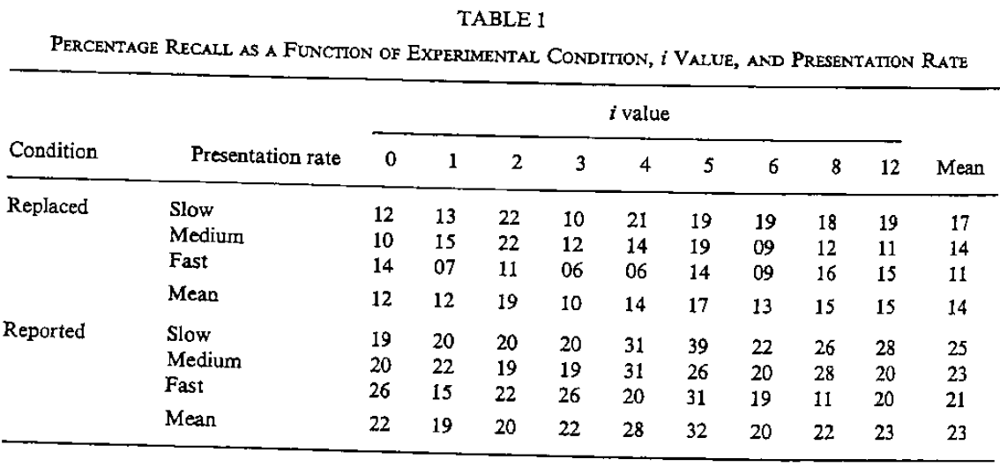 TABLE 1
PERCENTAGE RECALL AS A FUNCTION OF EXPERIMENTAL CONDITION, i VALUE, AND PRESENTATION RATE
i value
Condition Presentation rate 0 1 2 3 4 5 6 8 12 Mean
Replaced Slow 12 13 22 10 21 19 19 18 19 17
Medium 10 15 22 12 14 19 09 12 11 14
Fast 14 07 11 06 06 14 09 16 15 11
Mean 12 12 19 10 14 17 13 15 15 14
Reported Slow 19 20 20 20 31 39 22 26 28 25
Medium 20 22 19 19 31 26 20 28 20 23
Fast 26 15 22 26 20 31 19 11 20 21
Mean 22 19 20 22 28 32 20 22 23 23